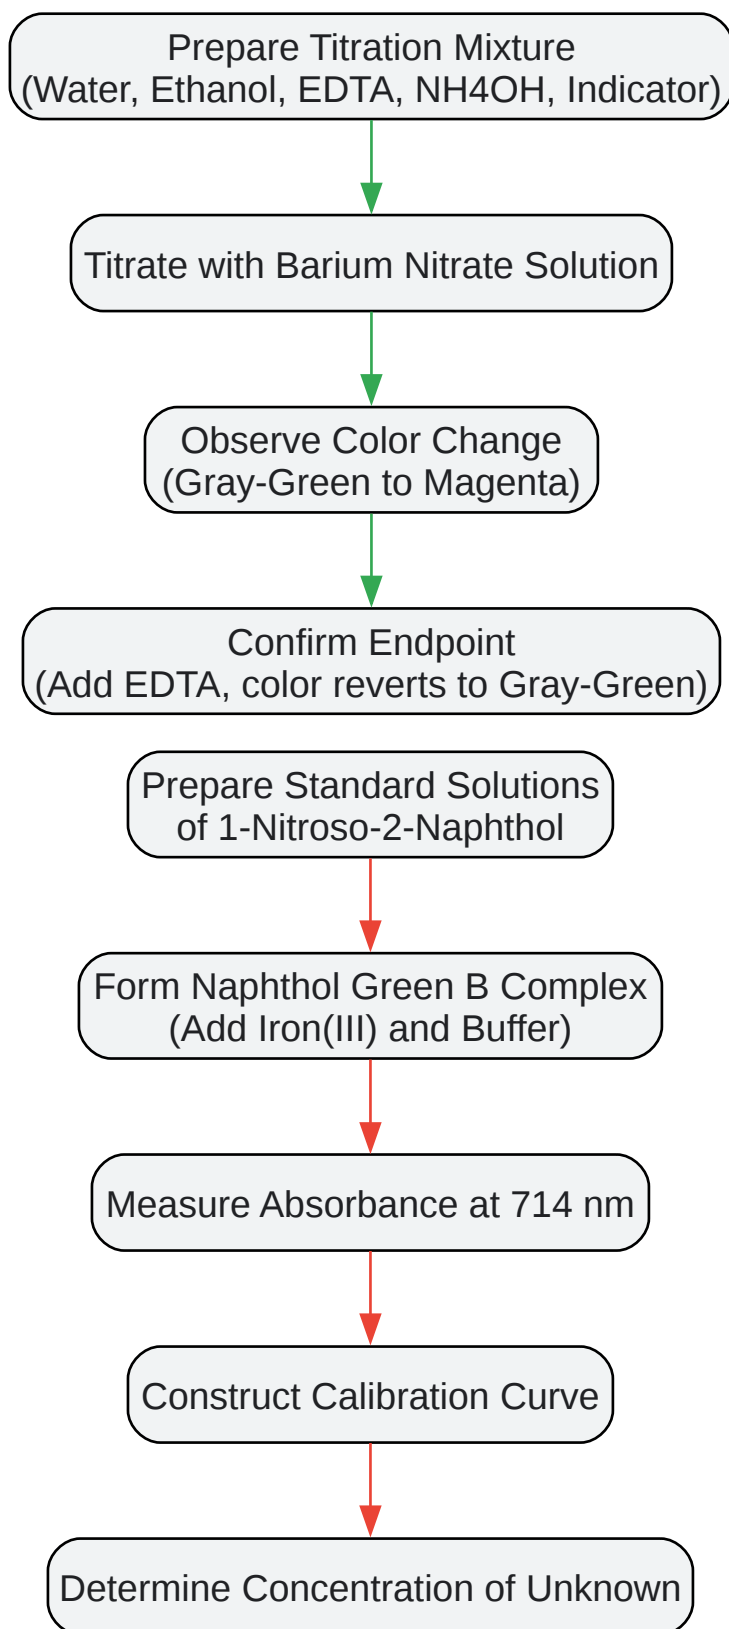 Prepare Titration Mixture
(Water, Ethanol, EDTA, NH4OH, Indicator)
Titrate with Barium Nitrate Solution
Observe Color Change
(Gray-Green to Magenta)
Confirm Endpoint
(Add EDTA, color reverts to Gray-Green)
Prepare Standard Solutions
of 1-Nitroso-2-Naphthol
Form Naphthol Green B Complex
(Add Iron(III) and Buffer)
Measure Absorbance at 714 nm
Construct Calibration Curve
Determine Concentration of Unknown